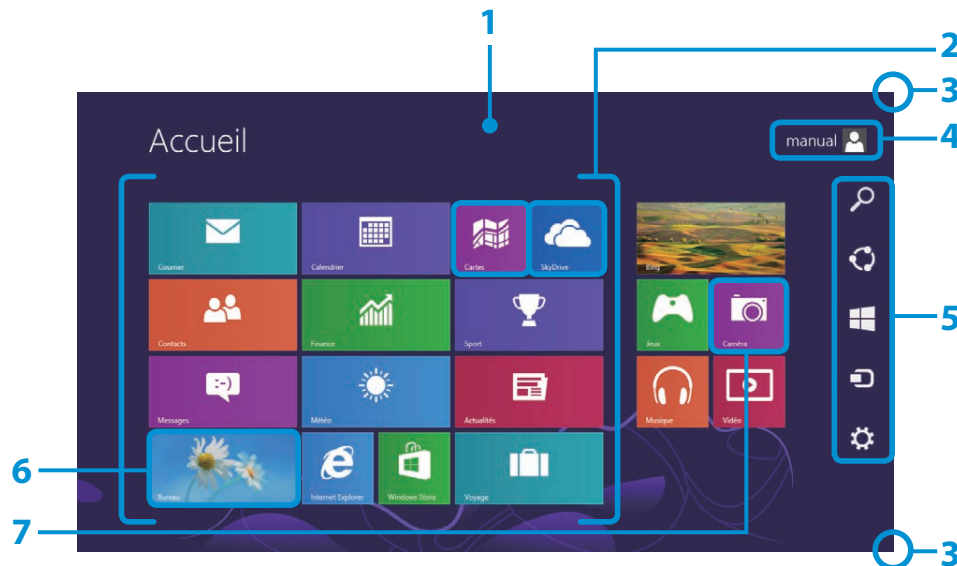 1
2
3
Accueil
manual
4
Courrier
Calendrier
Cartes
SkyDrive
Bing
Contacts
Finance
Sport
Jeux
Caméra
5
:-)
Messages
Météo
Actualités
Musique
Vidéo
6
Bureau
Internet Explorer
Windows Store
Voyage
7
3